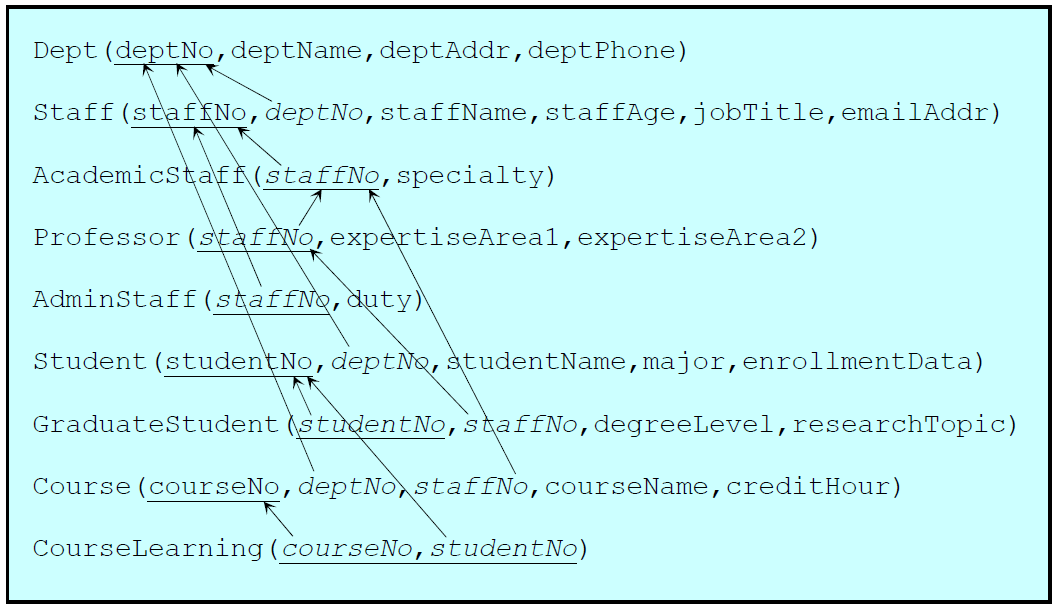 Dept(deptNo,deptName,deptAddr,deptPhone)
Staff(staffNo,deptNo,staffName,staffAge,jobTitle,emailAddr)
AcademicStaff(staffNo,specialty)
Professor(staffNo,expertiseArea1,expertiseArea2)
AdminStaff(staffNo,duty)
Student(studentNo,deptNo,studentName,major,enrollmentData)
GraduateStudent(studentNo,staffNo,degreeLevel,researchTopic)
Course(courseNo,deptNo,staffNo,courseName,creditHour)
CourseLearning(courseNo,studentNo)